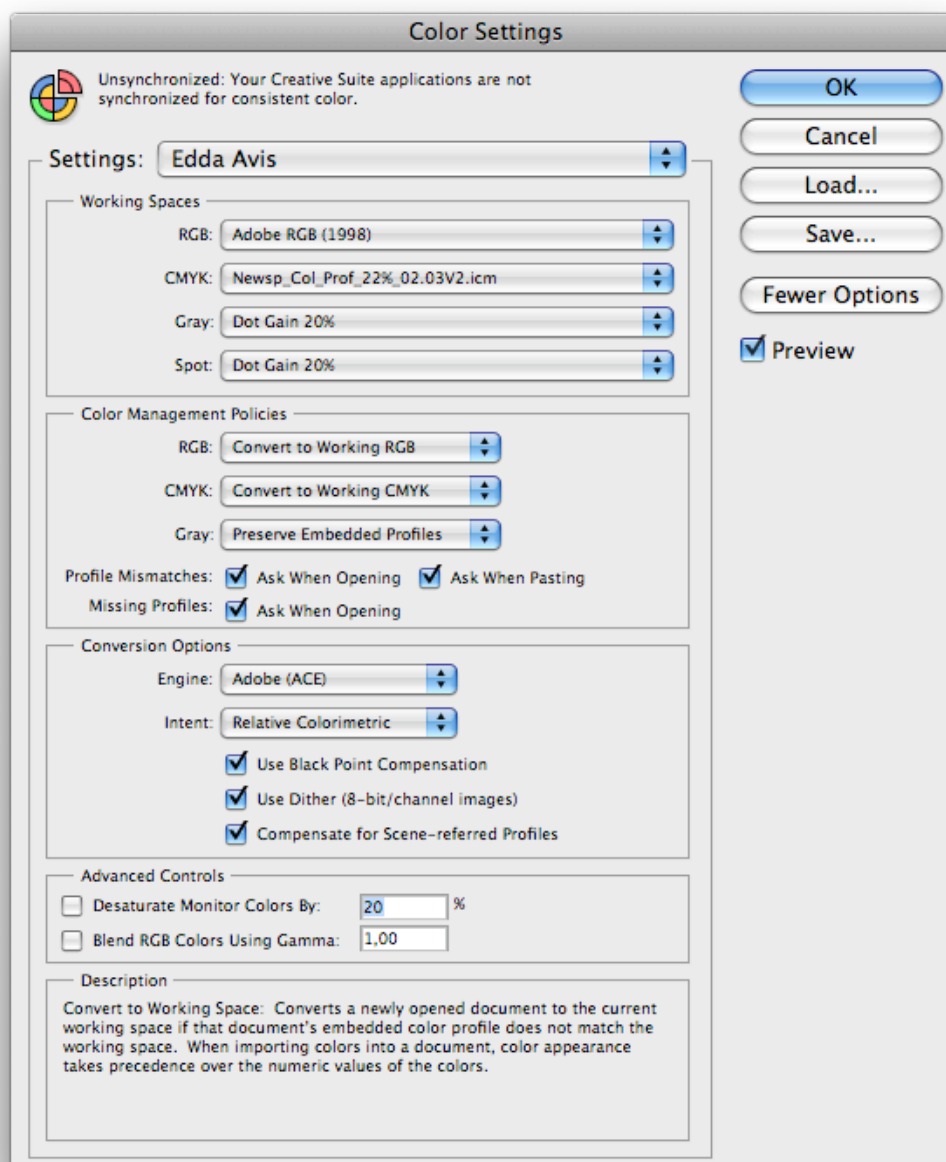 Color Settings
Unsynchronized: Your Creative Suite applications are not
synchronized for consistent color.
OK
Cancel
Load...
Save...
Fewer Options
Preview
Settings: Edda Avis
Working Spaces
RGB: Adobe RGB (1998)
CMYK: Newsp_Col_Prof_22%_02.03V2.icm
Gray: Dot Gain 20%
Spot: Dot Gain 20%
Color Management Policies
RGB: Convert to Working RGB
CMYK: Convert to Working CMYK
Gray: Preserve Embedded Profiles
Profile Mismatches: Ask When Opening Ask When Pasting
Missing Profiles: Ask When Opening
Conversion Options
Engine: Adobe (ACE)
Intent: Relative Colorimetric
Use Black Point Compensation
Use Dither (8-bit/channel images)
Compensate for Scene-referred Profiles
Advanced Controls
Desaturate Monitor Colors By: 20 %
Blend RGB Colors Using Gamma: 1,00
Description
Convert to Working Space:  Converts a newly opened document to the current
working space if that document's embedded color profile does not match the
working space.  When importing colors into a document, color appearance
takes precedence over the numeric values of the colors.